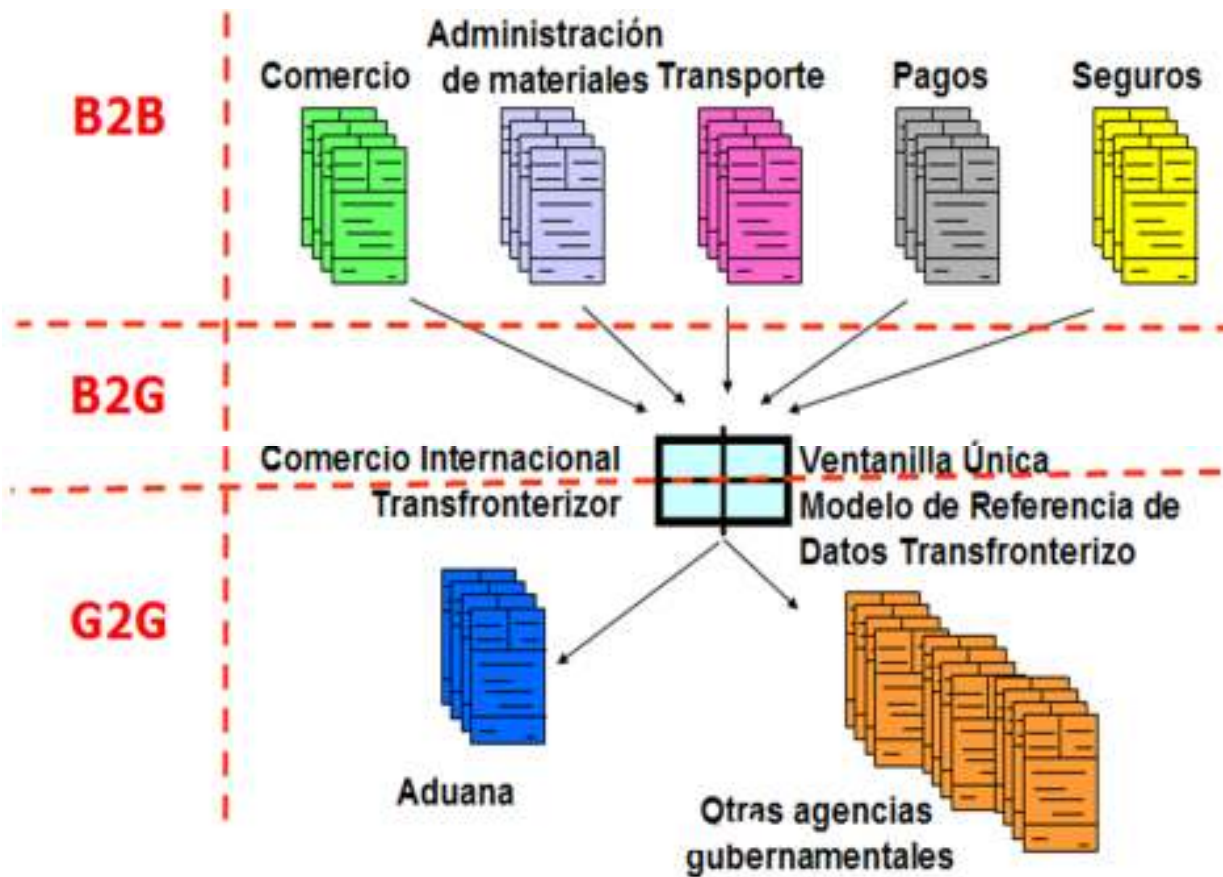 B2B
Comercio
Administración
de materiales
Transporte
Pagos
Seguros
B2G
Comercio Internacional
Transfronterizor
Ventanilla Única
Modelo de Referencia de
Datos Transfronterizo
G2G
Aduana
Otras agencias
gubernamentales